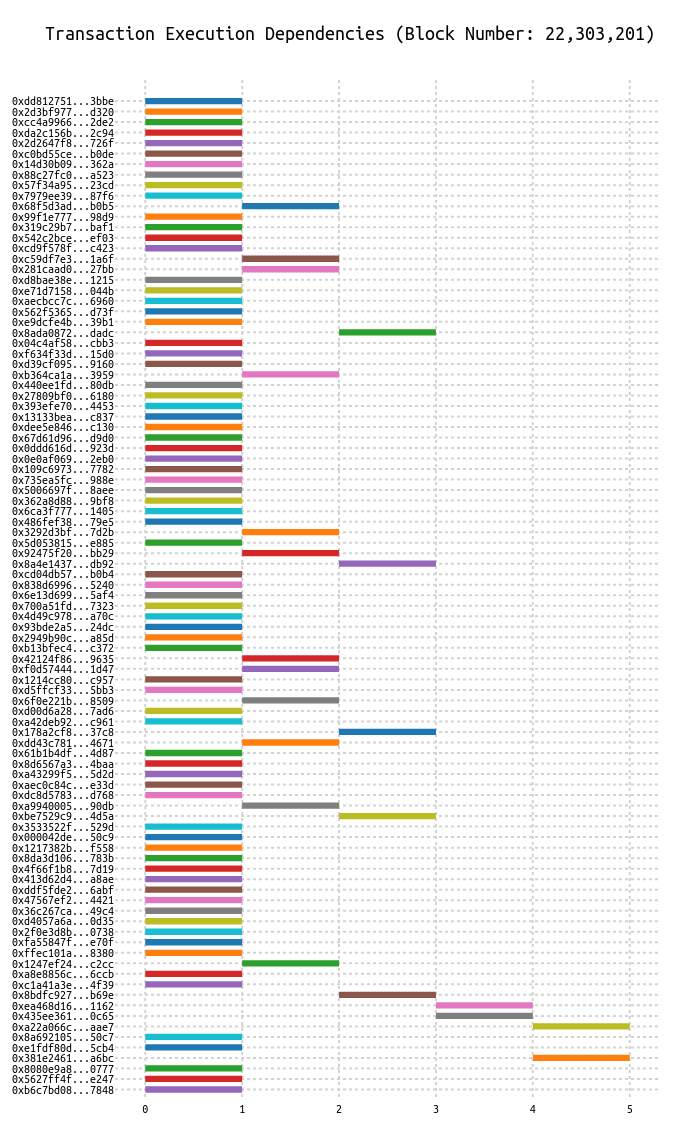 Transaction Execution Dependencies (Block Number: 22,303,201)
0xdd812751...3bbe
0x2d3bf977...d320
0xcc4a9966...2de2
0xda2c156b...2c94
0x2d2647f8...726f
0xc0bd55ce...b0de
0x14d30b09...362a
0x88c27fc0...a523
0x57f34a95...23cd
0x7979ee39...87f6
0x68f5d3ad...b0b5
0x99f1e777...98d9
0x319c29b7...baf1
0x542c2bce...ef03
0xcd9f578f...c423
0xc59df7e3...1a6f
0x281caad0...27bb
0xd8bae38e...1215
0xe71d7158...044b
0xaecbcc7c...6960
0x562f5365...d73f
0xe9dcfe4b...39b1
0x8ada0872...dadc
0x04c4af58...cbb3
0xf634f33d...15d0
0xd39cf095...9160
0xb364ca1a...3959
0x440ee1fd...80db
0x27809bf0...6180
0x393efe70...4453
0x13133bea...c837
0xdee5e846...c130
0x67d61d96...d9d0
0x0ddd616d...923d
0x0e0af069...2eb0
0x109c6973...7782
0x735ea5fc...988e
0x5006697f...8aee
0x362a8d88...9bf8
0x6ca3f777...1405
0x486fef38...79e5
0x3292d3bf...7d2b
0x5d053815...e885
0x92475f20...bb29
0x8a4e1437...db92
0xcd04db57...b0b4
0x838d6996...5240
0x6e13d699...5af4
0x700a51fd...7323
0x4d49c978...a70c
0x93bde2a5...24dc
0x2949b90c...a85d
0xb13bfec4...c372
0x42124f86...9635
0xf0d57444...1d47
0x1214cc80...c957
0xd5ffcf33...5bb3
0x6f0e221b...8509
0xd00d6a28...7ad6
0xa42deb92...c961
0x178a2cf8...37c8
0xdd43c781...4671
0x61b1b4df...4d87
0x8d6567a3...4baa
0xa43299f5...5d2d
0xaec0c84c...e33d
0xdc8d5783...d768
0xa9940005...90db
0xbe7529c9...4d5a
0x3533522f...529d
0x000042de...50c9
0x1217382b...f558
0x8da3d106...783b
0x4f66f1b8...7d19
0x413d62d4...a8ae
0xddf5fde2...6abf
0x47567ef2...4421
0x36c267ca...49c4
0xd4057a6a...0d35
0x2f0e3d8b...0738
0xfa55847f...e70f
0xffec101a...8380
0x1247ef24...c2cc
0xa8e8856c...6ccb
0xc1a41a3e...4f39
0x8bdfc927...b69e
0xea468d16...1162
0x435ee361...0c65
0xa22a066c...aae7
0x8a692105...50c7
0xe1fdf80d...5cb4
0x381e2461...a6bc
0x8080e9a8...0777
0x5627ff4f...e247
0xb6c7bd08...7848
0 1 2 3 4 5